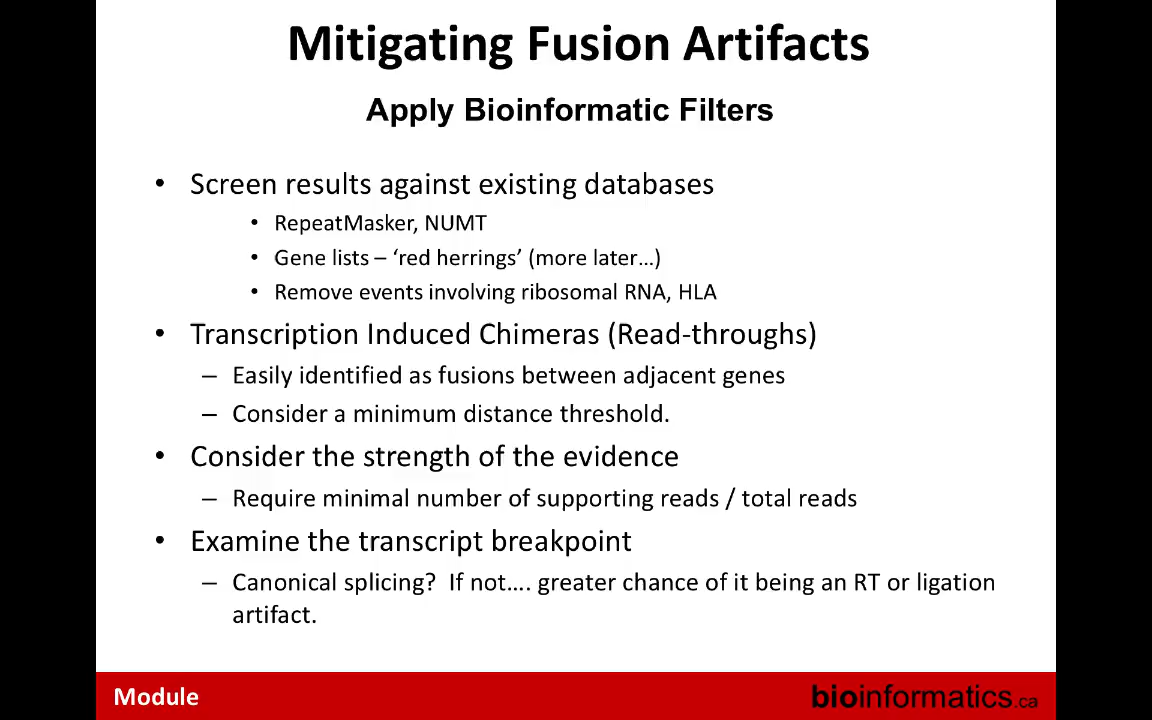 Mitigating Fusion Artifacts
Apply Bioinformatic Filters
• Screen results against existing databases
• RepeatMasker, NUMT
• Gene lists – ‘red herrings’ (more later…)
• Remove events involving ribosomal RNA, HLA
• Transcription Induced Chimeras (Read-throughs)
– Easily identified as fusions between adjacent genes
– Consider a minimum distance threshold.
• Consider the strength of the evidence
– Require minimal number of supporting reads / total reads
• Examine the transcript breakpoint
– Canonical splicing?  If not…. greater chance of it being an RT or ligation
artifact.
Module
bioinformatics.ca